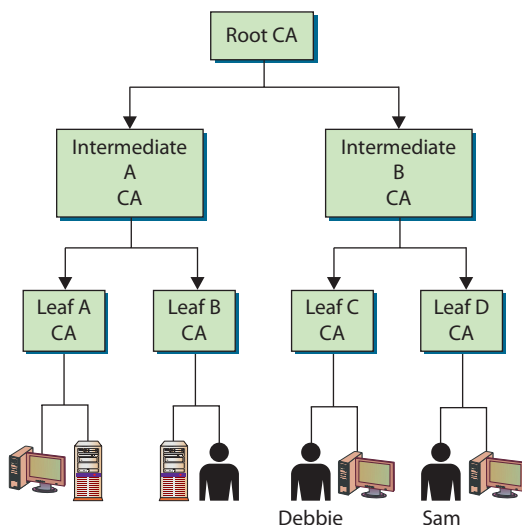 Root CA
Intermediate
A
CA
Intermediate
B
CA
Leaf A
CA
Leaf B
CA
Leaf C
CA
Leaf D
CA
Debbie
Sam